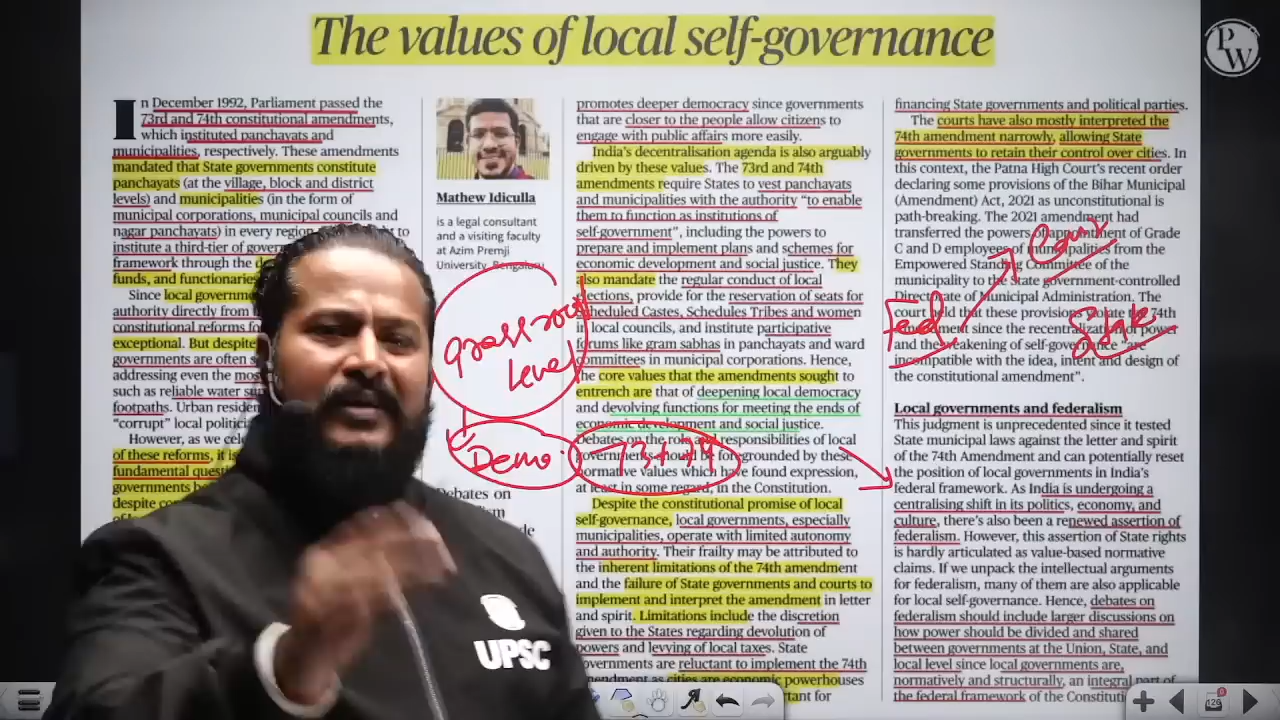 The values of local self-governance
PW
In December 1992, Parliament passed the
73rd and 74th constitutional amendments,
which instituted panchayats and
municipalities, respectively. These amendments
mandated that State governments constitute
panchayats (at the village, block and district
levels) and municipalities (in the form of
municipal corporations, municipal councils and
nagar panchayats) in every region
to
institute a third-tier of
framework through the
funds, and functionaries
Since local
authority directly from
constitutional reforms
exceptional. But despite
governments are often
addressing even the
such as reliable water
footpaths. Urban
"corrupt" local
However, as we
of these reforms, it is
fundamental
governments
despite
Mathew Idiculla
is a legal consultant
and a visiting faculty
at Azim Premji
University, Bengaluru
Debates on
promotes deeper democracy since governments
that are closer to the people allow citizens to
engage with public affairs more easily.
India's decentralisation agenda is also arguably
driven by these values. The 73rd and 74th
amendments require States to vest panchayats
and municipalities with the authority "to enable
them to function as institutions of
self-government", including the powers to
prepare and implement plans and schemes for
economic development and social justice. They
also mandate the regular conduct of local
elections, provide for the reservation of seats for
Scheduled Castes, Schedules Tribes and women
in local councils, and institute participative
forums like gram sabhas in panchayats and ward
committees in municipal corporations. Hence,
the core values that the amendments sought to
entrench are that of deepening local democracy
and devolving functions for meeting the ends of
economic development and social justice.
Debates on the role and responsibilities of local
governments should be foregrounded by these
normative values which have found expression,
at least in some regard, in the Constitution.
Despite the constitutional promise of local
self-governance, local governments, especially
municipalities, operate with limited autonomy
and authority. Their frailty may be attributed to
the inherent limitations of the 74th amendment
and the failure of State governments and courts to
implement and interpret the amendment in letter
and spirit. Limitations include the discretion
given to the States regarding devolution of
powers and levying of local taxes. State
governments are reluctant to implement the 74th
amendment as cities are economic powerhouses
for
financing State governments and political parties.
The courts have also mostly interpreted the
74th amendment narrowly, allowing State
governments to retain their control over cities. In
this context, the Patna High Court's recent order
declaring some provisions of the Bihar Municipal
(Amendment) Act, 2021 as unconstitutional is
path-breaking. The 2021 amendment had
transferred the powers of appointment of Grade
C and D employees of municipalities from the
Empowered Standing Committee of the
municipality to the government-controlled
Directorate of Municipal Administration. The
court held that these provisions violate the 74th
amendment since the recentralization of power
and the weakening of self-governance "are
incompatible with the idea, intent and design of
the constitutional amendment".
Local governments and federalism
This judgment is unprecedented since it tested
State municipal laws against the letter and spirit
of the 74th Amendment and can potentially reset
the position of local governments in India's
federal framework. As India is undergoing a
centralising shift in its politics, economy, and
culture, there's also been a renewed assertion of
federalism. However, this assertion of State rights
is hardly articulated as value-based normative
claims. If we unpack the intellectual arguments
for federalism, many of them are also applicable
for local self-governance. Hence, debates on
federalism should include larger discussions on
how power should be divided and shared
between governments at the Union, State, and
local level since local governments are,
normatively and structurally, an integral part of
the federal framework of the
Grassroot
level
Demo.
73+74
Fed.
State
UPSC
126